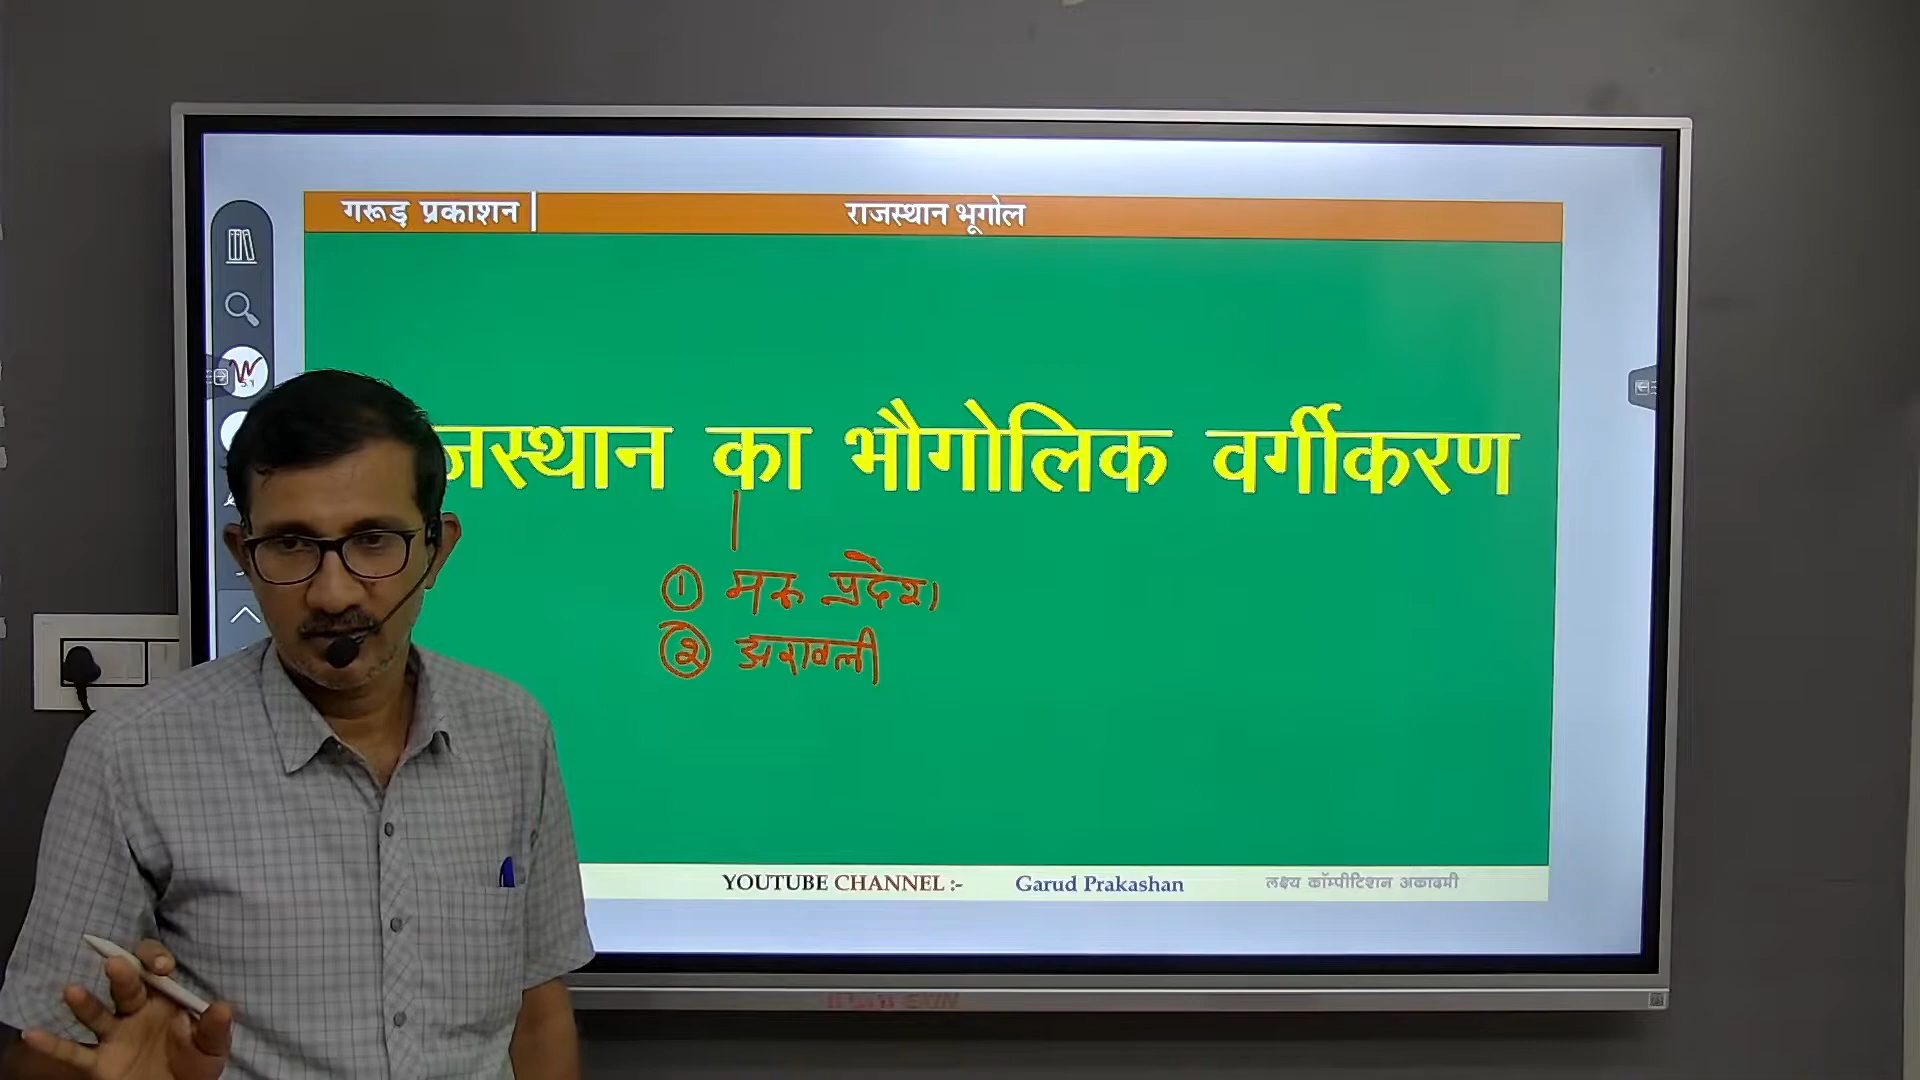 गरूड़ प्रकाशन
राजस्थान भूगोल
जस्थान का भौगोलिक वर्गीकरण
① मरू प्रदेश।
② अरावली
YOUTUBE CHANNEL :- Garud Prakashan लक्ष्य कॉम्पीटिशन अकादमी